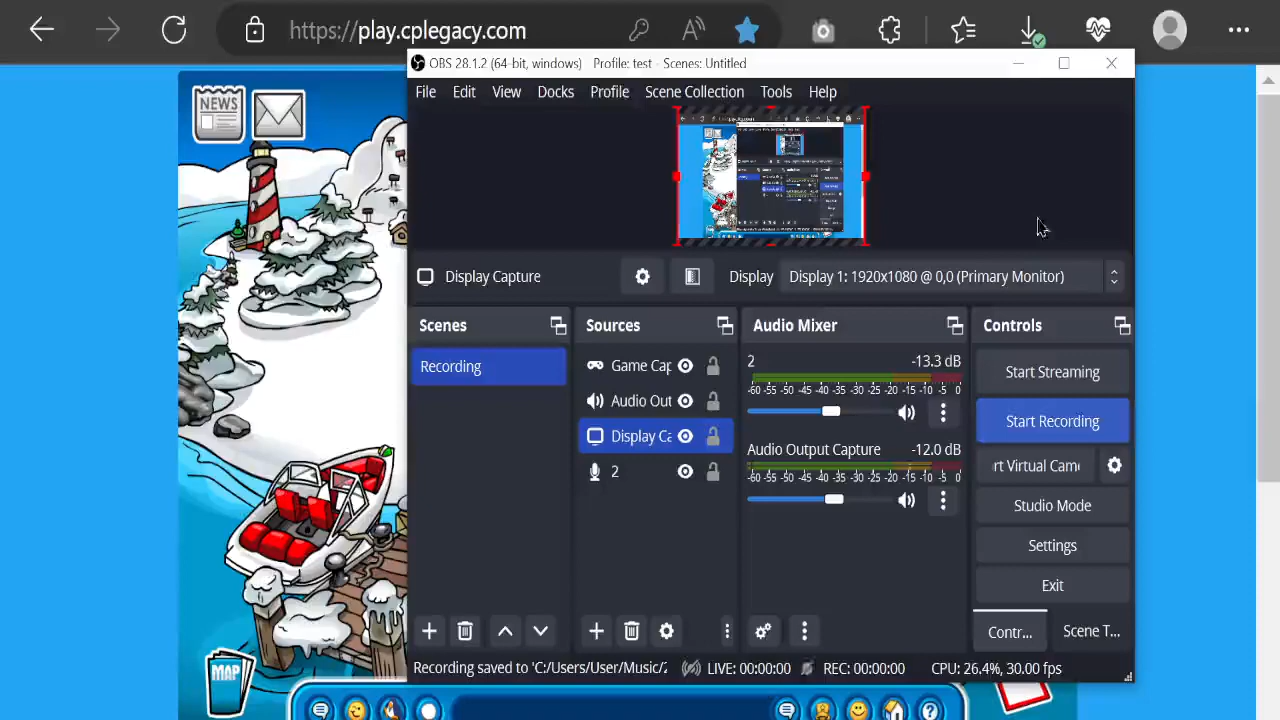 https://play.cplegacy.com
NEWS
OBS 28.1.2 (64-bit, windows) Profile: test - Scenes: Untitled
File Edit View Docks Profile Scene Collection Tools Help
Display Capture Display Display 1: 1920x1080 @ 0,0 (Primary Monitor)
Scenes Sources Audio Mixer Controls
Recording
Game Cap
Audio Out
Display Ca
2
2 -13.3 dB
-60 -55 -50 -45 -40 -35 -30 -25 -20 -15 -10 -5 0
Audio Output Capture -12.0 dB
-60 -55 -50 -45 -40 -35 -30 -25 -20 -15 -10 -5 0
Start Streaming
Start Recording
rt Virtual Came
Studio Mode
Settings
Exit
Contr... Scene T...
Recording saved to 'C:/Users/User/Music/2 LIVE: 00:00:00 REC: 00:00:00 CPU: 26.4%, 30.00 fps
MAP